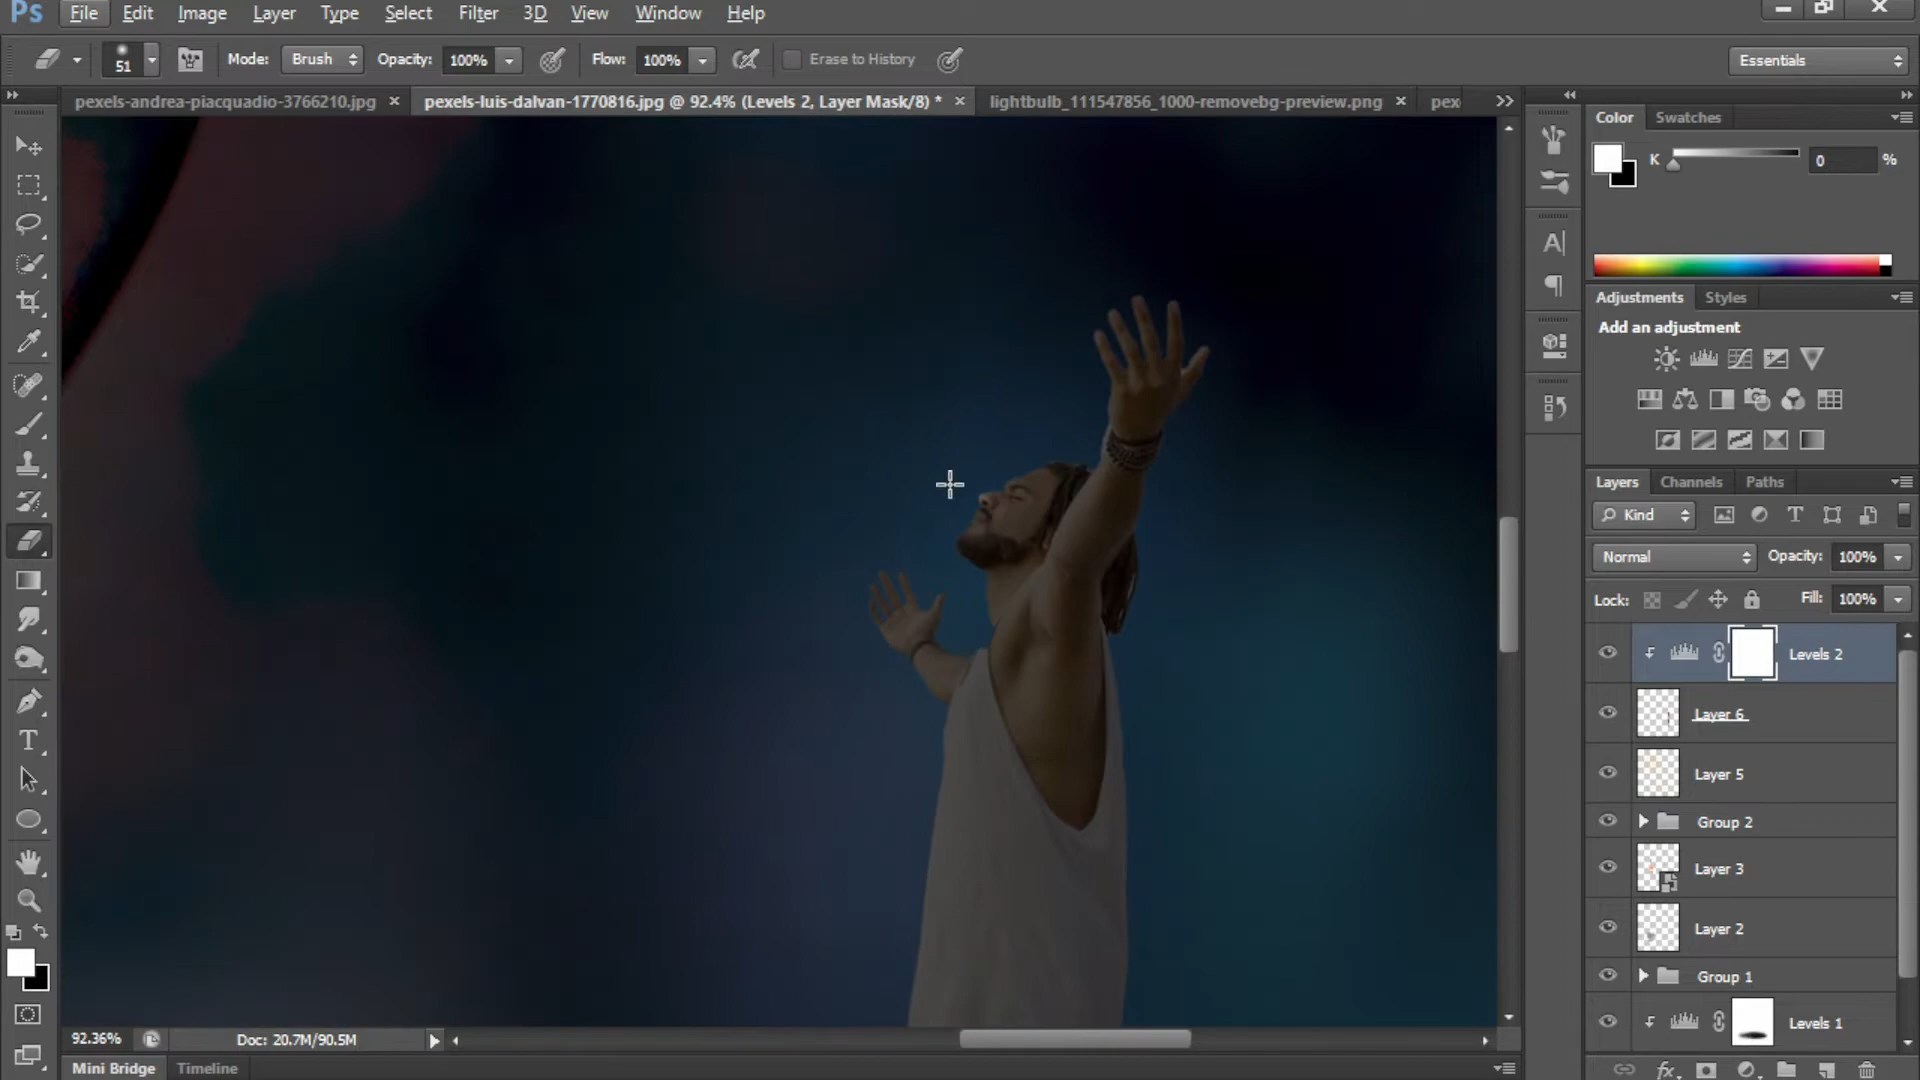 Ps File Edit Image Layer Type Select Filter 3D View Window Help
51 Mode: Brush Opacity: 100% Flow: 100% Erase to History Essentials
pexels-andrea-piacquadio-3766210.jpg × pexels-luis-dalvan-1770816.jpg @ 92.4% (Levels 2, Layer Mask/8) * × lightbulb_111547856_1000-removebg-preview.png × pex
Color Swatches
K 0 %
Adjustments Styles
Add an adjustment
Layers Channels Paths
Kind
Normal Opacity: 100%
Lock: Fill: 100%
Levels 2
Layer 6
Layer 5
Group 2
Layer 3
Layer 2
Group 1
Levels 1
92.36% Doc: 20.7M/90.5M
Mini Bridge Timeline